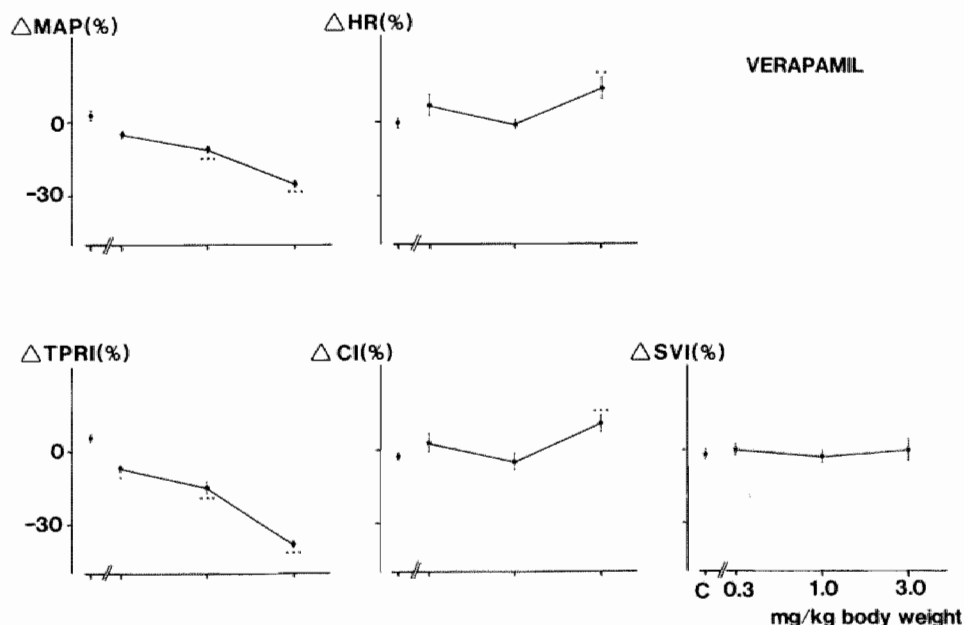 △MAP(%)
△HR(%)
VERAPAMIL
0
-30
△TPRI(%)
△CI(%)
△SVI(%)
0
-30
C 0.3 1.0 3.0
mg/kg body weight